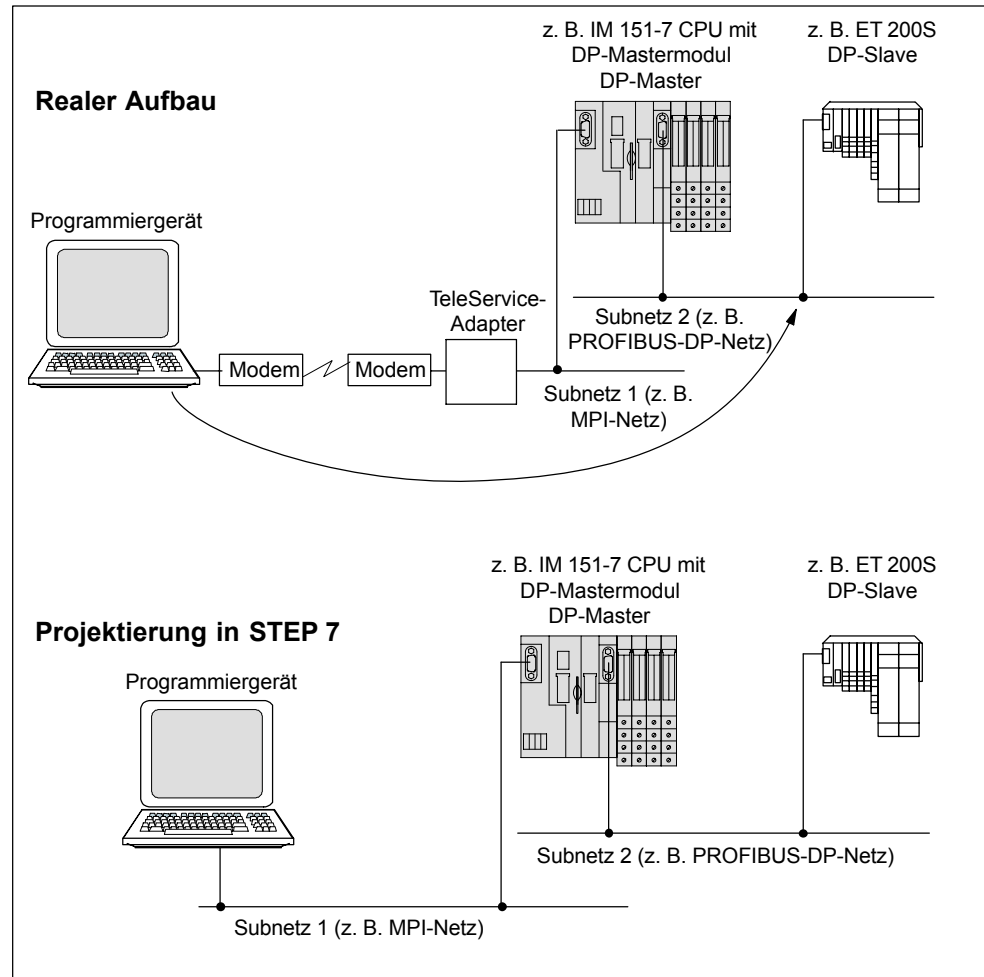 z. B. IM 151-7 CPU mit
DP-Mastermodul
DP-Master
z. B. ET 200S
DP-Slave
Realer Aufbau
Programmiergerät
TeleService-
Adapter
Modem
Modem
Subnetz 2 (z. B.
PROFIBUS-DP-Netz)
Subnetz 1 (z. B.
MPI-Netz)
z. B. IM 151-7 CPU mit
DP-Mastermodul
DP-Master
z. B. ET 200S
DP-Slave
Projektierung in STEP 7
Programmiergerät
Subnetz 2 (z. B. PROFIBUS-DP-Netz)
Subnetz 1 (z. B. MPI-Netz)